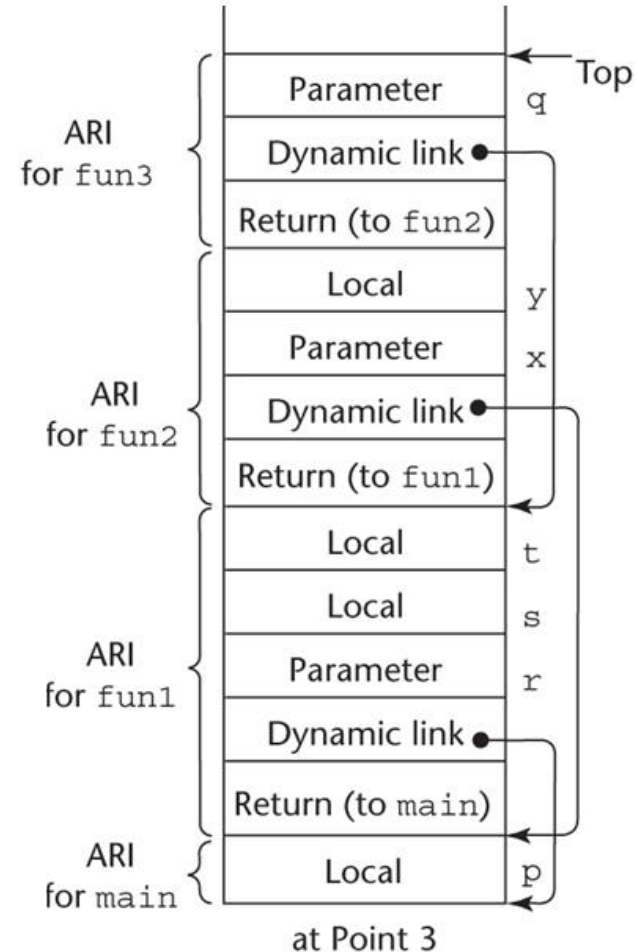 Top
ARI
for fun3
Parameter
q
Dynamic link
Return (to fun2)
ARI
for fun2
Local
y
Parameter
x
Dynamic link
Return (to fun1)
ARI
for fun1
Local
t
Local
s
Parameter
r
Dynamic link
Return (to main)
ARI
for main
Local
p
at Point 3